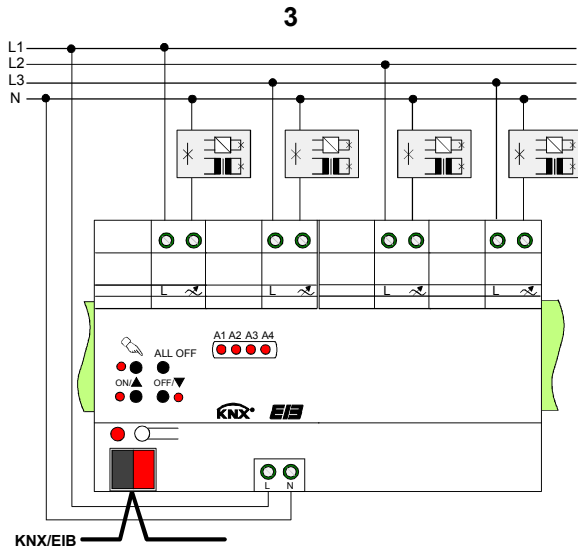 3
L1
L2
L3
N
L L L L
A1 A2 A3 A4
ALL OFF
ON/▲ OFF/▼
KNX® EIB
L N
KNX/EIB